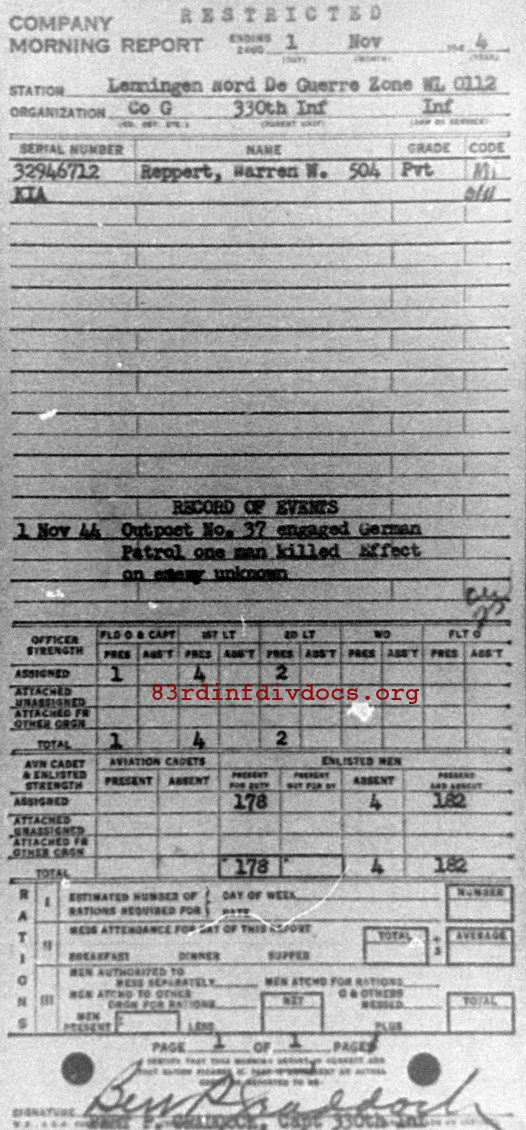 RESTRICTED
COMPANY
MORNING REPORT ENDING 2400 1 Nov 194 4
(DAY) (MONTH) (YEAR)
STATION Lenningen Nord De Guerre Zone WL 0112
ORGANIZATION Co G 330th Inf Inf
(PARENT UNIT) (ARM OR SERVICE)
SERIAL NUMBER NAME GRADE CODE
32946712 Reppert, Warren W. 504 Pvt
KIA
RECORD OF EVENTS
1 Nov 44 Outpost No. 37 engaged German
Patrol one man killed Effect
on enemy unknown
OFFICER STRENGTH FLD O & CAPT 1ST LT 2D LT WO FLT O
PRES ABS'T PRES ABS'T PRES ABS'T PRES ABS'T PRES ABS'T
ASSIGNED 1 4 2
ATTACHED UNASSIGNED
83rdinfdivdocs.org
ATTACHED FR OTHER ORGN
TOTAL 1 4 2
AVN CADET & ENLISTED STRENGTH AVIATION CADETS ENLISTED MEN
PRESENT ABSENT PRESENT FOR DUTY PRESENT NOT FOR DY ABSENT PRESENT AND ABSENT
ASSIGNED 178 4 182
ATTACHED UNASSIGNED
ATTACHED FR OTHER ORGN
TOTAL 178 4 182
RATIONS
I ESTIMATED NUMBER OF RATIONS REQUIRED FOR DAY OF WEEK DATE NUMBER
II MESS ATTENDANCE FOR DAY OF THIS REPORT TOTAL ÷ 3 AVERAGE
BREAKFAST DINNER SUPPER
III MEN AUTHORIZED TO MESS SEPARATELY MEN ATCHD FOR RATIONS
MEN ATCHD TO OTHER ORGN FOR RATIONS NET O & OTHERS MESSED TOTAL
MEN PRESENT LESS PLUS
PAGE 1 OF 1 PAGES
SIGNATURE
CRADDOCK, Capt 330th Inf